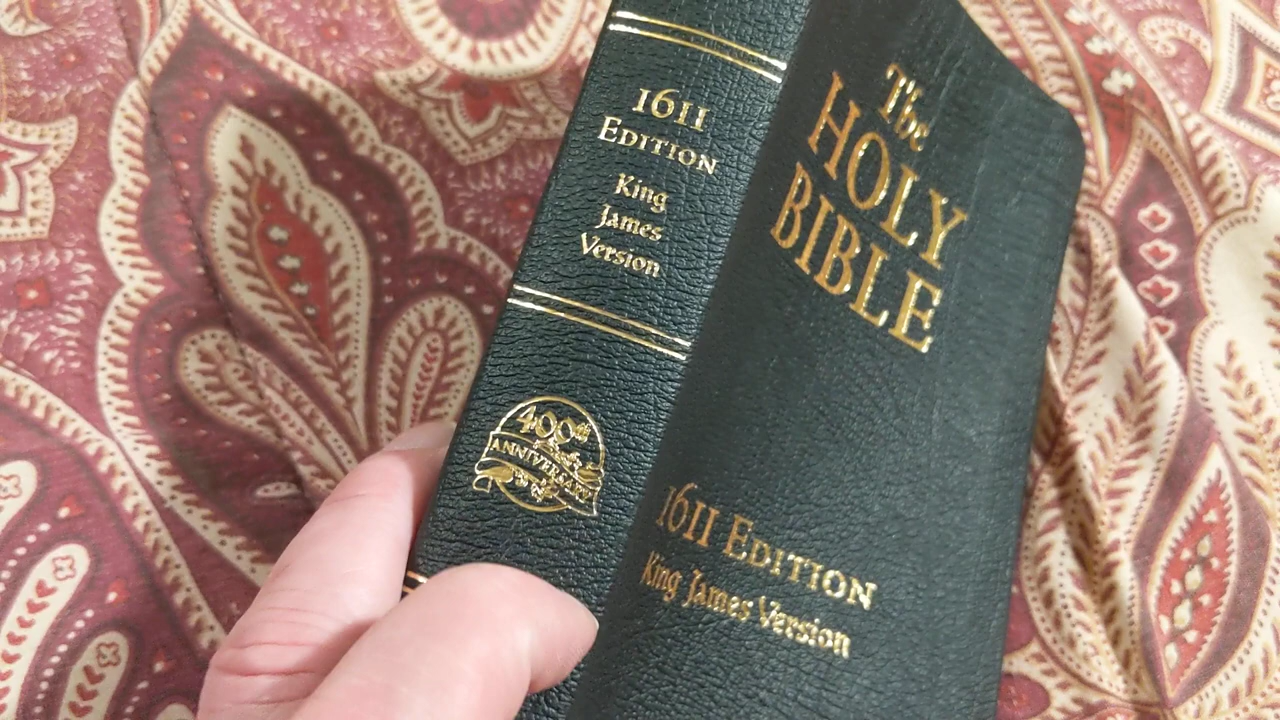 1611
EDITION
King
James
Version
400th
ANNIVERSARY
The
HOLY
BIBLE
1611 EDITION
King James Version